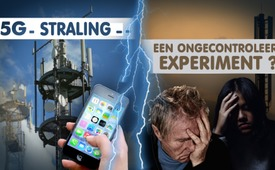 5G - STRALING -
EEN ONGECONTROLEER
EXPERIMENT ?